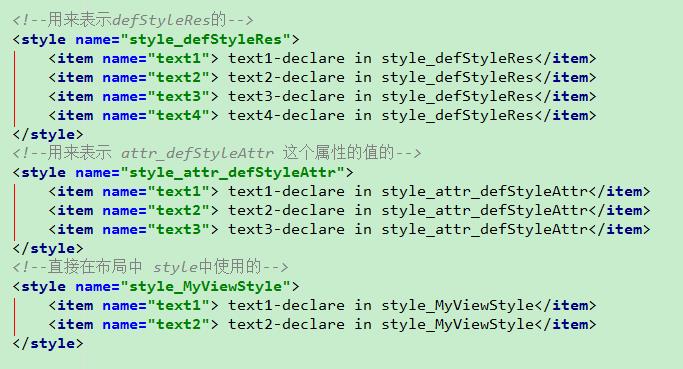 <!--用来表示defStyleRes的-->
<style name="style_defStyleRes">
    <item name="text1"> text1-declare in style_defStyleRes</item>
    <item name="text2"> text2-declare in style_defStyleRes</item>
    <item name="text3"> text3-declare in style_defStyleRes</item>
    <item name="text4"> text4-declare in style_defStyleRes</item>
</style>
<!--用来表示 attr_defStyleAttr 这个属性的值的-->
<style name="style_attr_defStyleAttr">
    <item name="text1"> text1-declare in style_attr_defStyleAttr</item>
    <item name="text2"> text2-declare in style_attr_defStyleAttr</item>
    <item name="text3"> text3-declare in style_attr_defStyleAttr</item>
</style>
<!--直接在布局中 style中使用的-->
<style name="style_MyViewStyle">
    <item name="text1"> text1-declare in style_MyViewStyle</item>
    <item name="text2"> text2-declare in style_MyViewStyle</item>
</style>